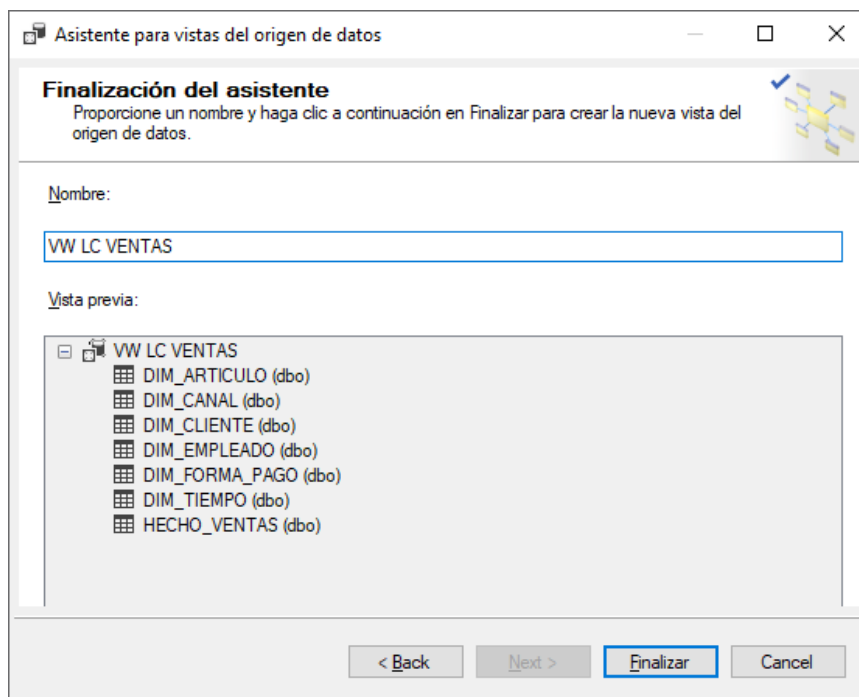 Asistente para vistas del origen de datos
Finalización del asistente
Proporcione un nombre y haga clic a continuación en Finalizar para crear la nueva vista del
origen de datos.
Nombre:
VW LC VENTAS
Vista previa:
VW LC VENTAS
DIM_ARTICULO (dbo)
DIM_CANAL (dbo)
DIM_CLIENTE (dbo)
DIM_EMPLEADO (dbo)
DIM_FORMA_PAGO (dbo)
DIM_TIEMPO (dbo)
HECHO_VENTAS (dbo)
< Back Next > Finalizar Cancel